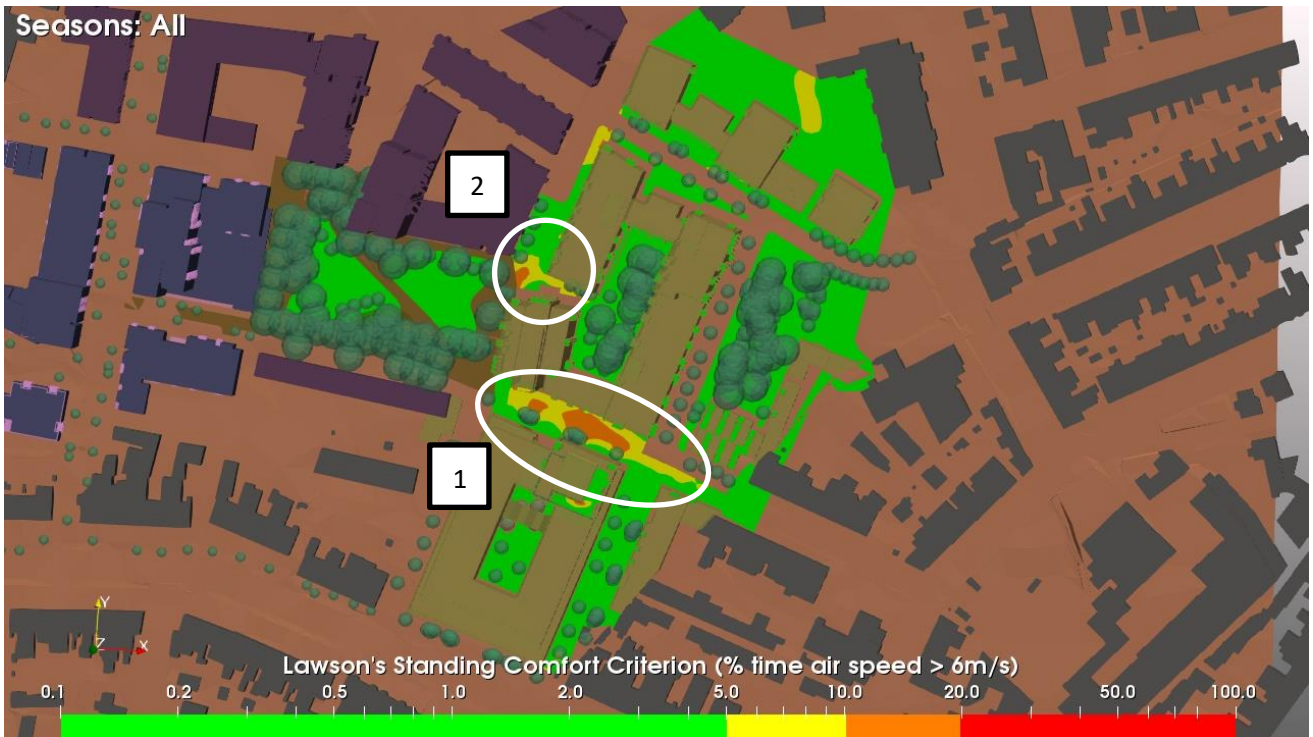 Seasons: All
2
1
Y
Z X
Lawson's Standing Comfort Criterion (% time air speed > 6m/s)
0.1 0.2 0.5 1.0 2.0 5.0 10.0 20.0 50.0 100.0